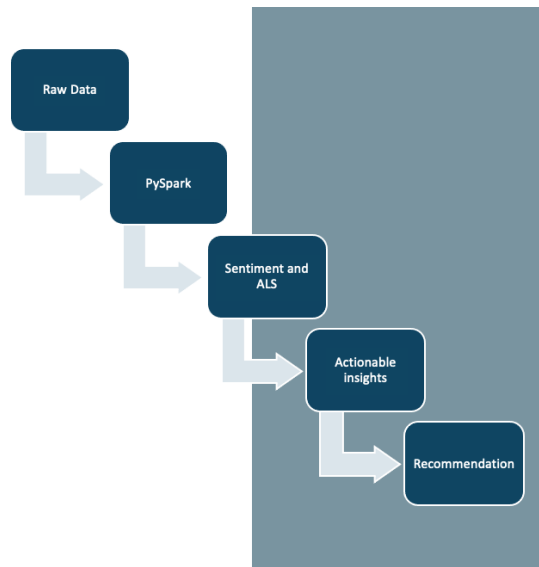 Raw Data
PySpark
Sentiment and
ALS
Actionable
insights
Recommendation